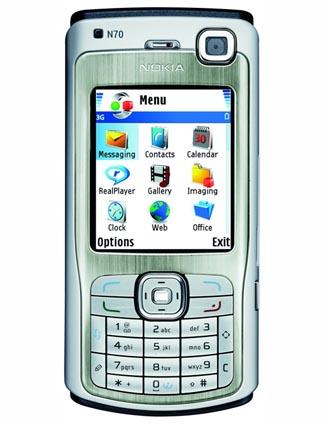 N70
NOKIA
Menu
3G
Messaging Contacts Calendar
30
RealPlayer Gallery Imaging
Clock Web Office
Options Exit
1 2 abc 3 def
4 ghi 5 jkl 6 mno
7 pqrs 8 tuv 9 wxyz
* + 0 #
C